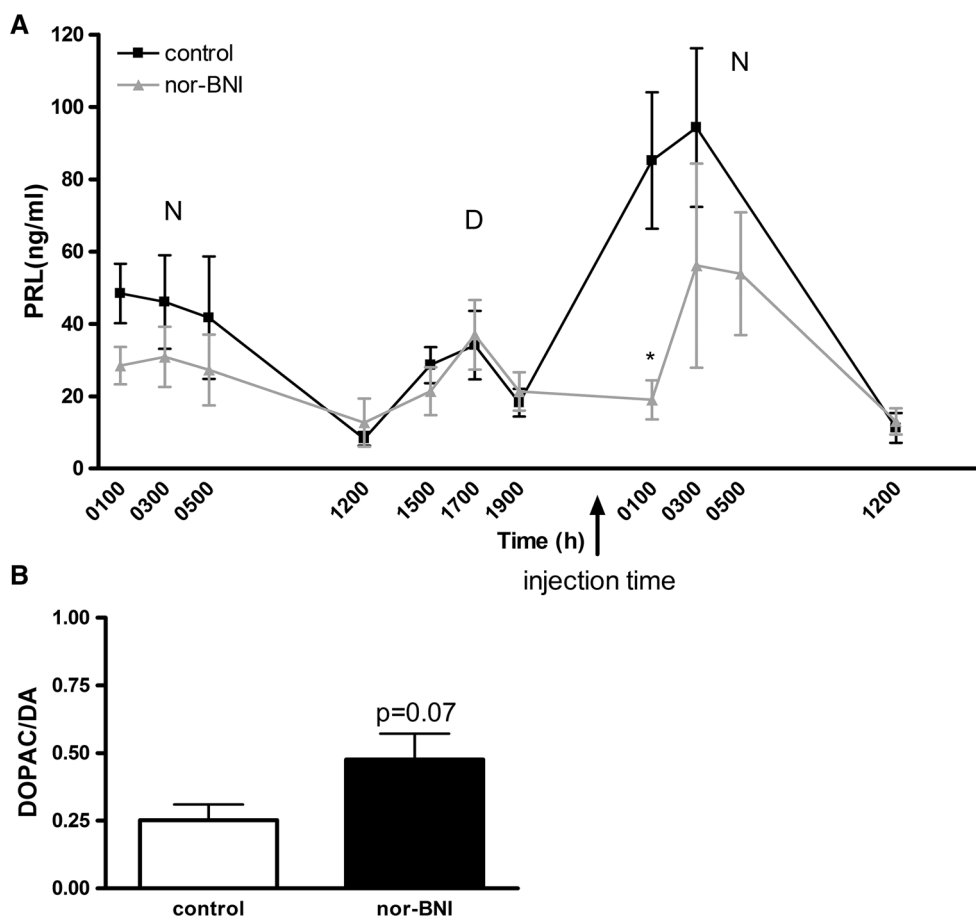 A
120
100
80
60
40
20
0
PRL(ng/ml)
control
nor-BNI
N
D
N
*
0100
0300
0500
1200
1500
1700
1900
0100
0300
0500
1200
Time (h)
injection time
B
1.00
0.75
0.50
0.25
0.00
DOPAC/DA
p=0.07
control
nor-BNI